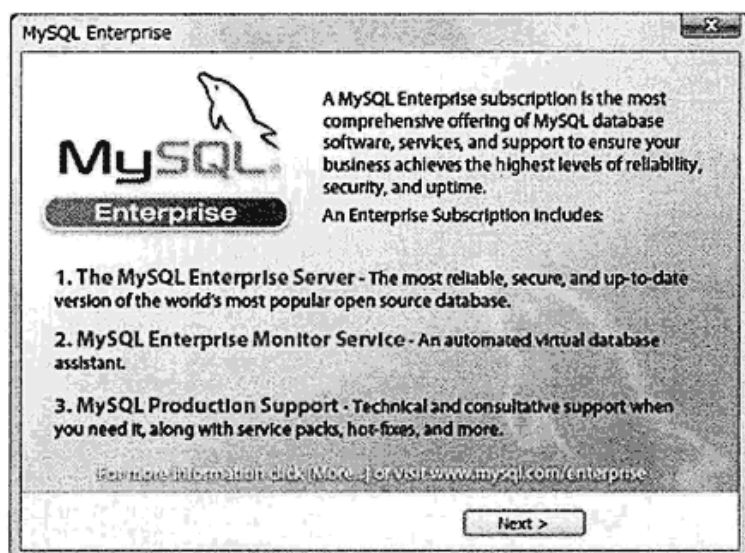 MySQL Enterprise
MySQL
Enterprise
A MySQL Enterprise subscription is the most
comprehensive offering of MySQL database
software, services, and support to ensure your
business achieves the highest levels of reliability,
security, and uptime.
An Enterprise Subscription includes:
1. The MySQL Enterprise Server - The most reliable, secure, and up-to-date
version of the world's most popular open source database.
2. MySQL Enterprise Monitor Service - An automated virtual database
assistant.
3. MySQL Production Support - Technical and consultative support when
you need it, along with service packs, hot-fixes, and more.
For more information click [More...] or visit www.mysql.com/enterprise
Next >